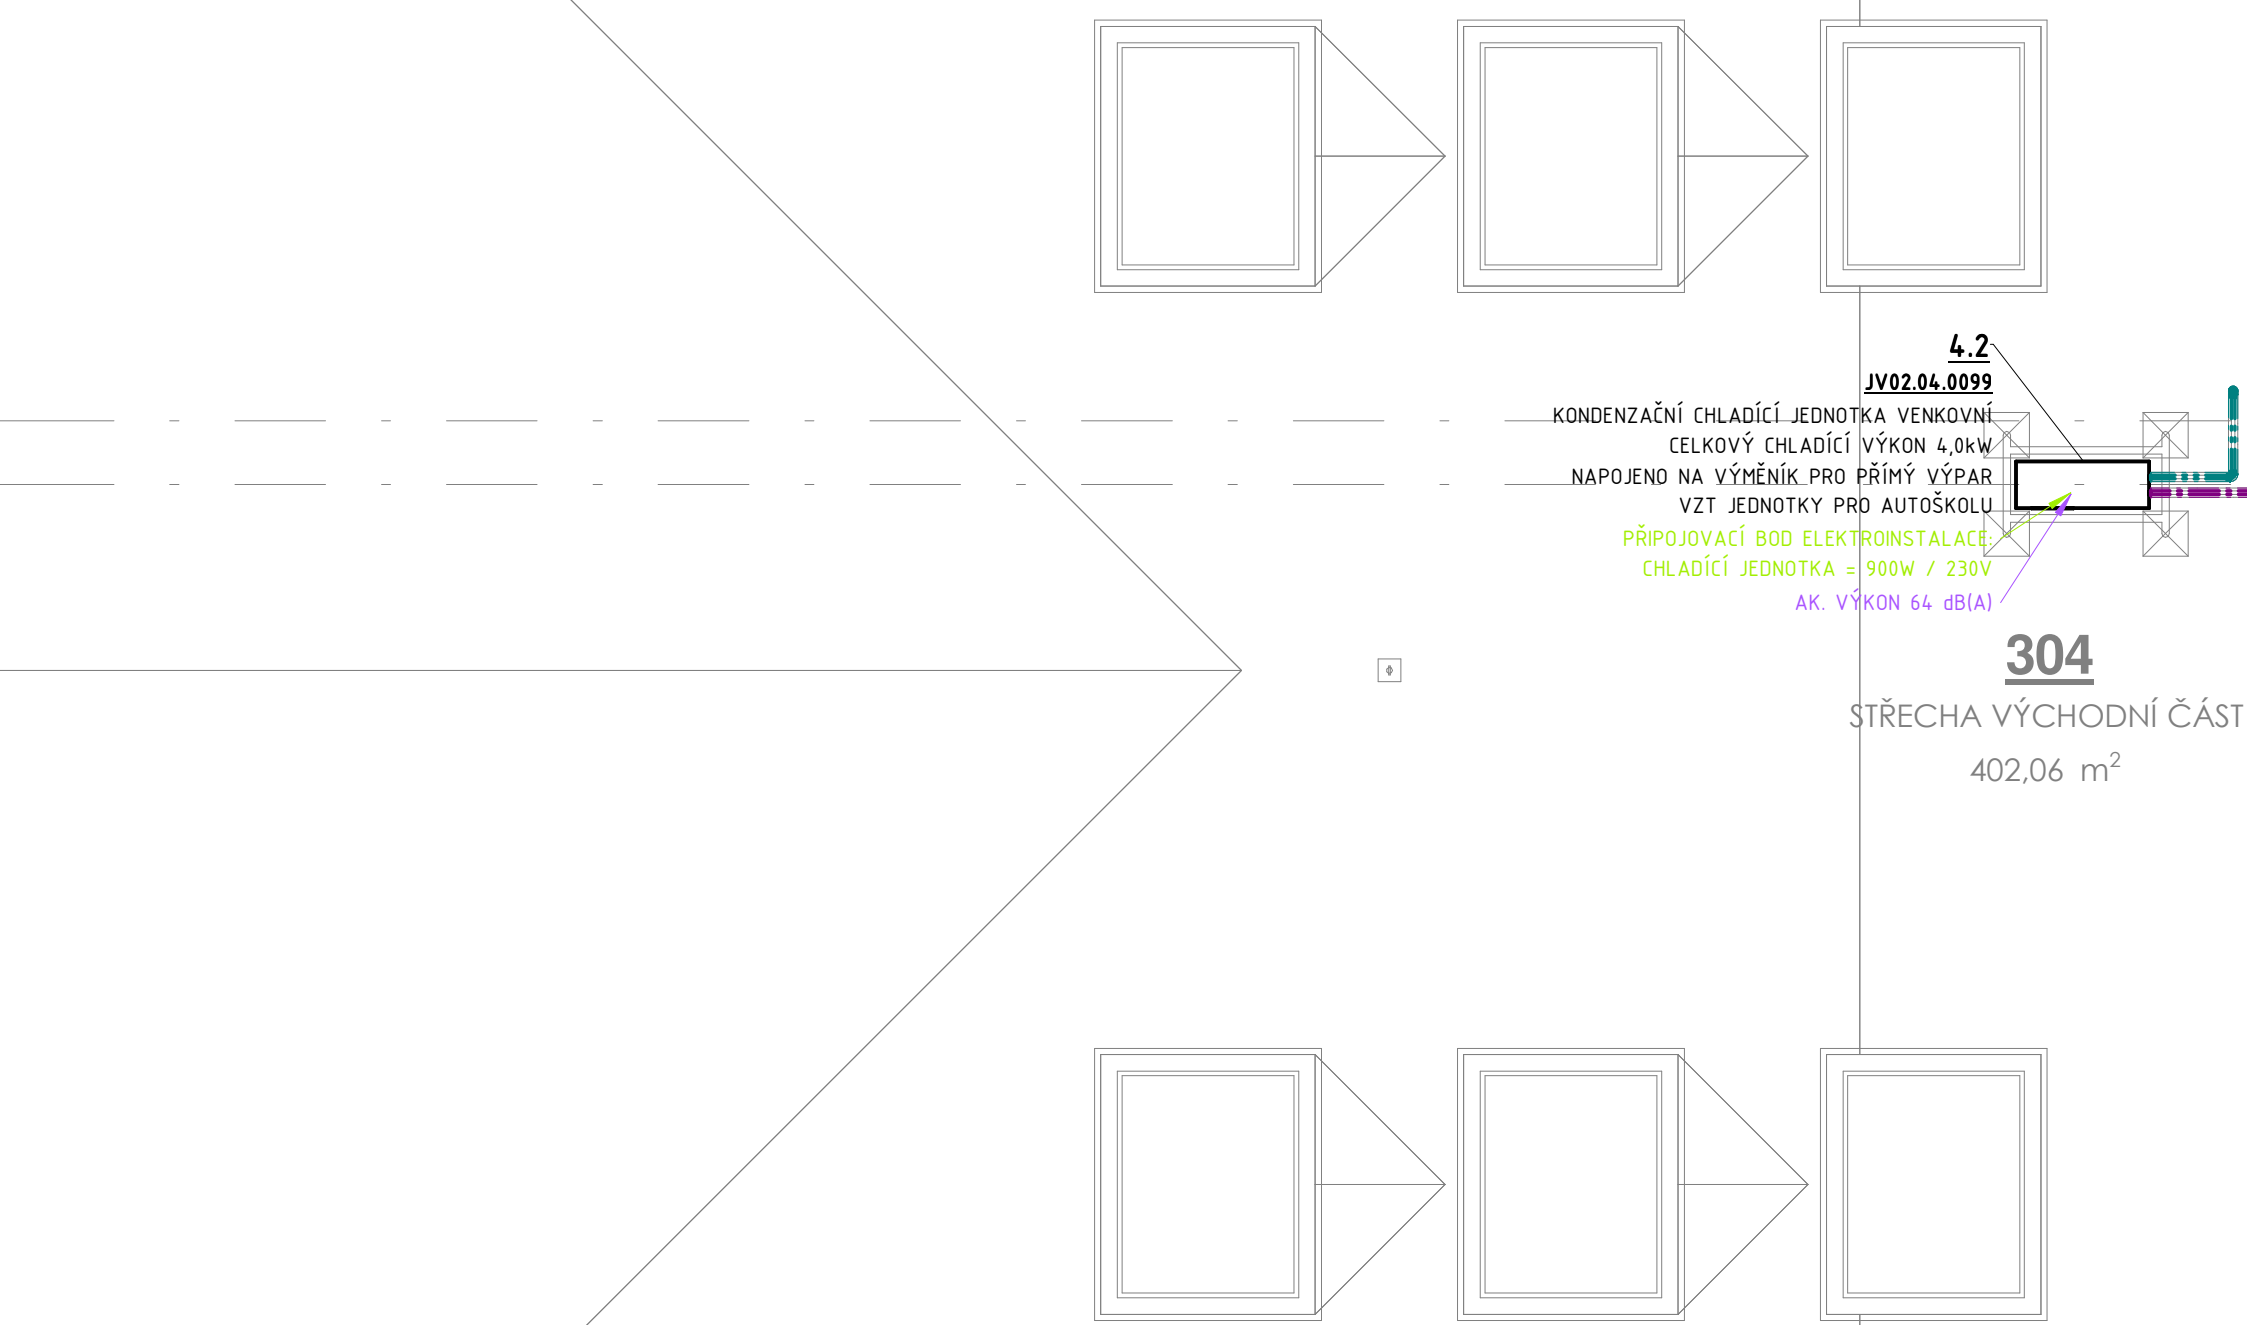 4.2
JV02.04.0099
KONDENZAČNÍ CHLADÍCÍ JEDNOTKA VENKOVNÍ
CELKOVÝ CHLADÍCÍ VÝKON 4,0kW
NAPOJENO NA VÝMĚNÍK PRO PŘÍMÝ VÝPAR
VZT JEDNOTKY PRO AUTOŠKOLU
PŘIPOJOVACÍ BOD ELEKTROINSTALACE:
CHLADÍCÍ JEDNOTKA = 900W / 230V
AK. VÝKON 64 dB(A)
304
STŘECHA VÝCHODNÍ ČÁST
402,06 m²